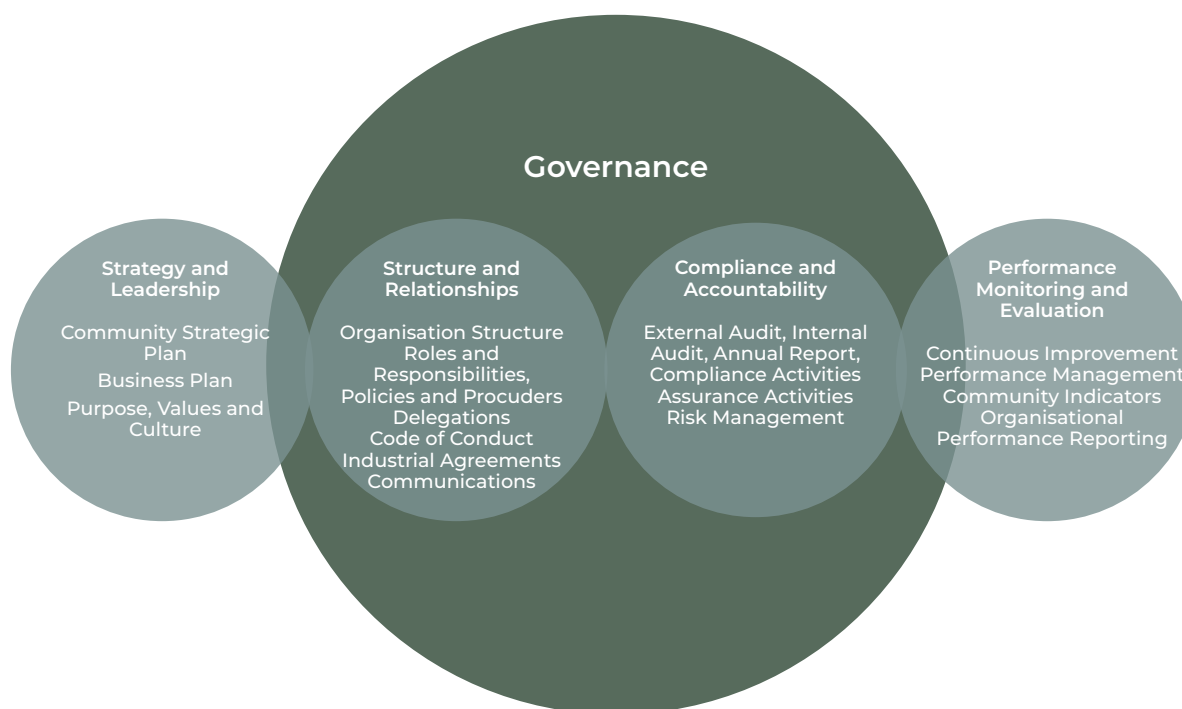 Governance
Strategy and
Leadership
Community Strategic
Plan
Business Plan
Purpose, Values and
Culture
Structure and
Relationships
Organisation Structure
Roles and
Responsibilities,
Policies and Procuders
Delegations
Code of Conduct
Industrial Agreements
Communications
Compliance and
Accountability
External Audit, Internal
Audit, Annual Report,
Compliance Activities
Assurance Activities
Risk Management
Performance
Monitoring and
Evaluation
Continuous Improvement
Performance Management
Community Indicators
Organisational
Performance Reporting